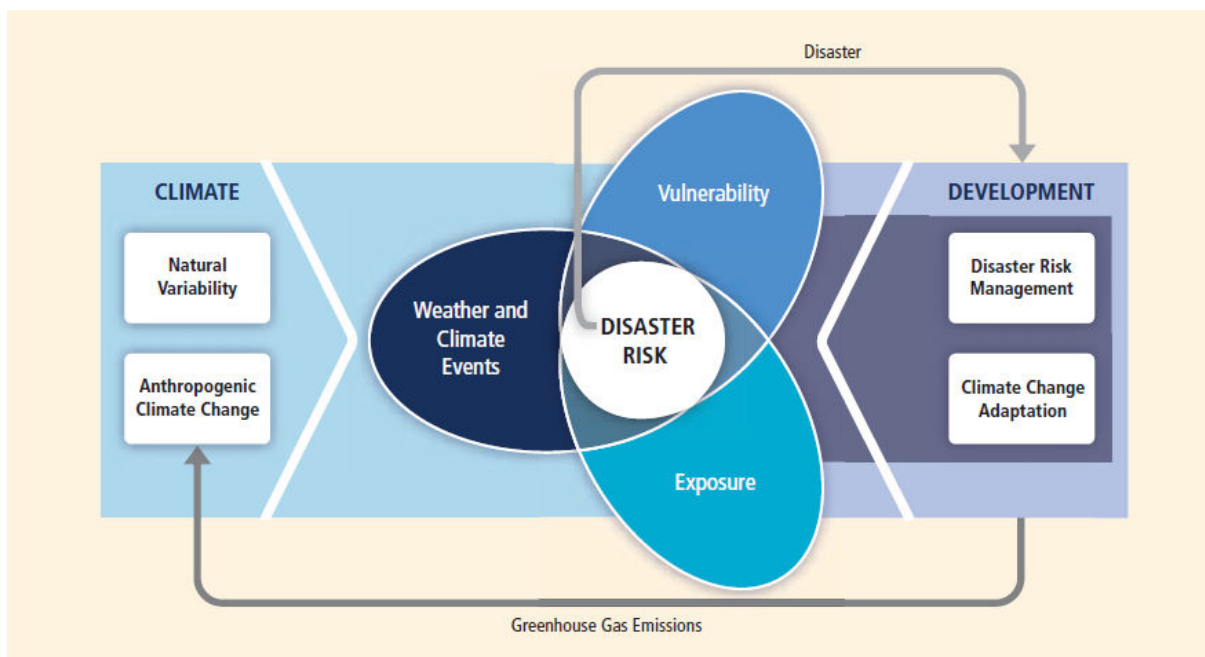 Disaster
CLIMATE
Natural
Variability
Anthropogenic
Climate Change
Vulnerability
Weather and
Climate
Events
DISASTER
RISK
Exposure
DEVELOPMENT
Disaster Risk
Management
Climate Change
Adaptation
Greenhouse Gas Emissions